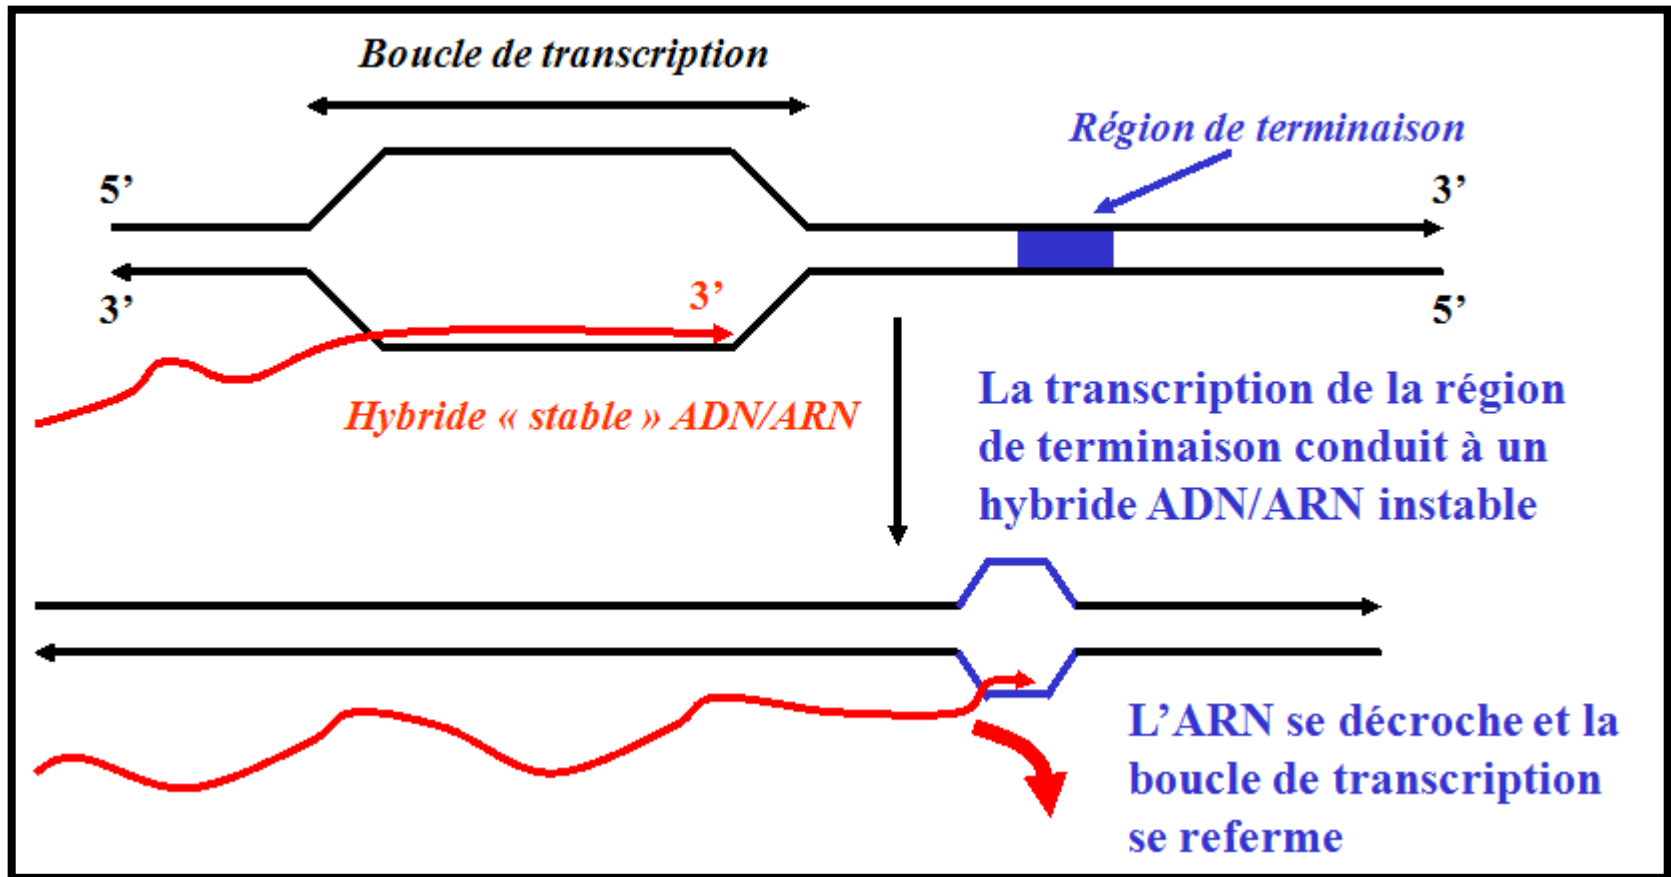 Boucle de transcription
Région de terminaison
5’
3’
3’
3’
5’
Hybride « stable » ADN/ARN
La transcription de la région
de terminaison conduit à un
hybride ADN/ARN instable
L’ARN se décroche et la
boucle de transcription
se referme